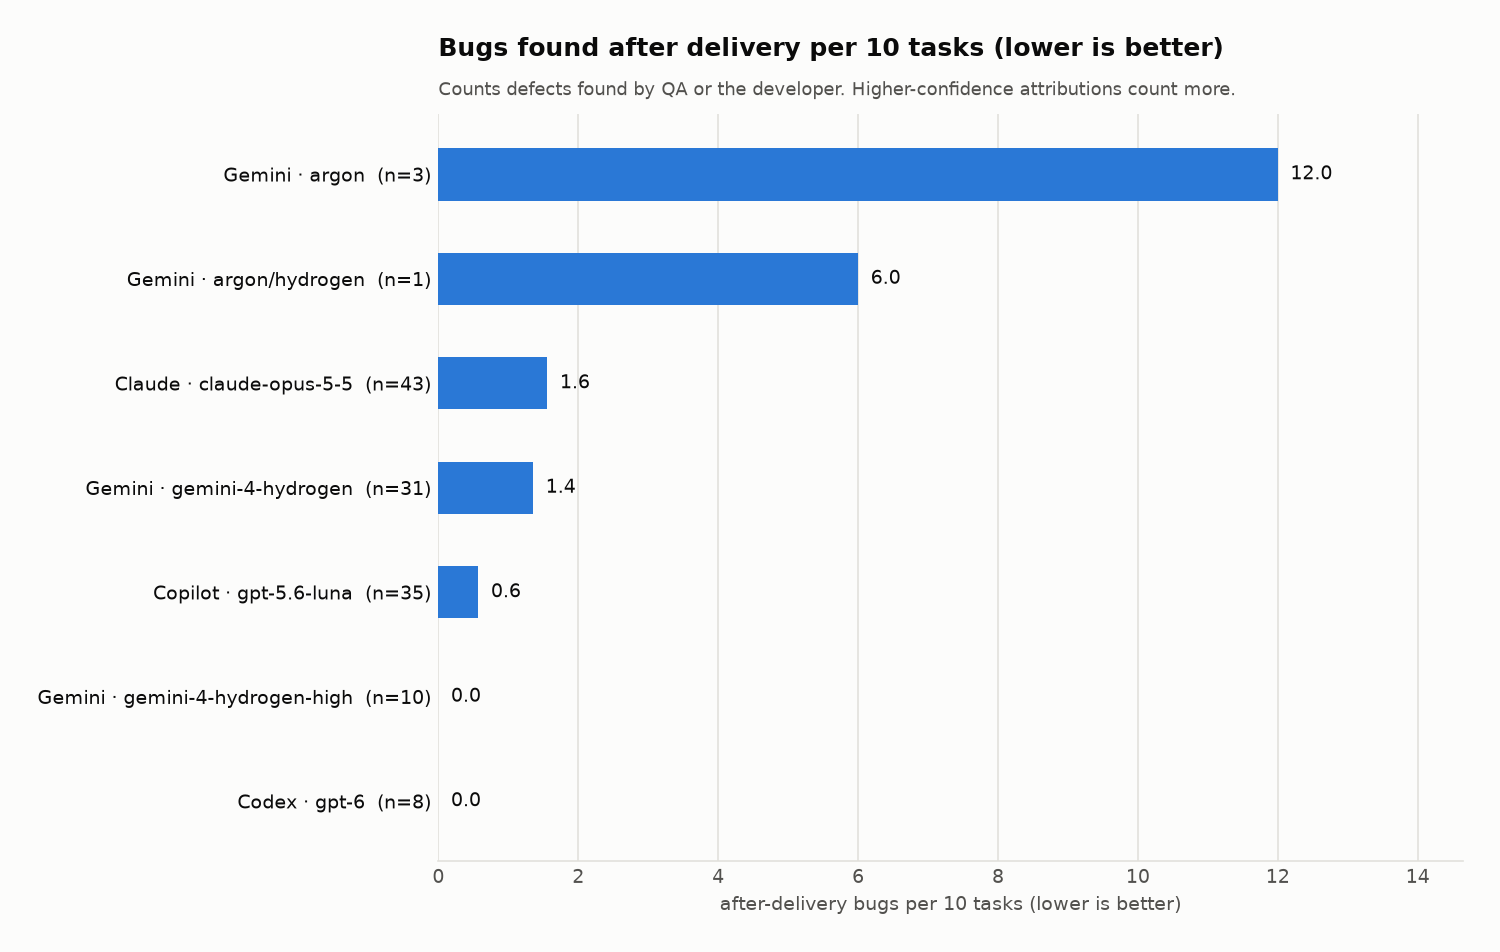 Bugs found after delivery per 10 tasks (lower is better)
Counts defects found by QA or the developer. Higher-confidence attributions count more.
Gemini · argon (n=3) 12.0
Gemini · argon/hydrogen (n=1) 6.0
Claude · claude-opus-5-5 (n=43) 1.6
Gemini · gemini-4-hydrogen (n=31) 1.4
Copilot · gpt-5.6-luna (n=35) 0.6
Gemini · gemini-4-hydrogen-high (n=10) 0.0
Codex · gpt-6 (n=8) 0.0
0 2 4 6 8 10 12 14
after-delivery bugs per 10 tasks (lower is better)